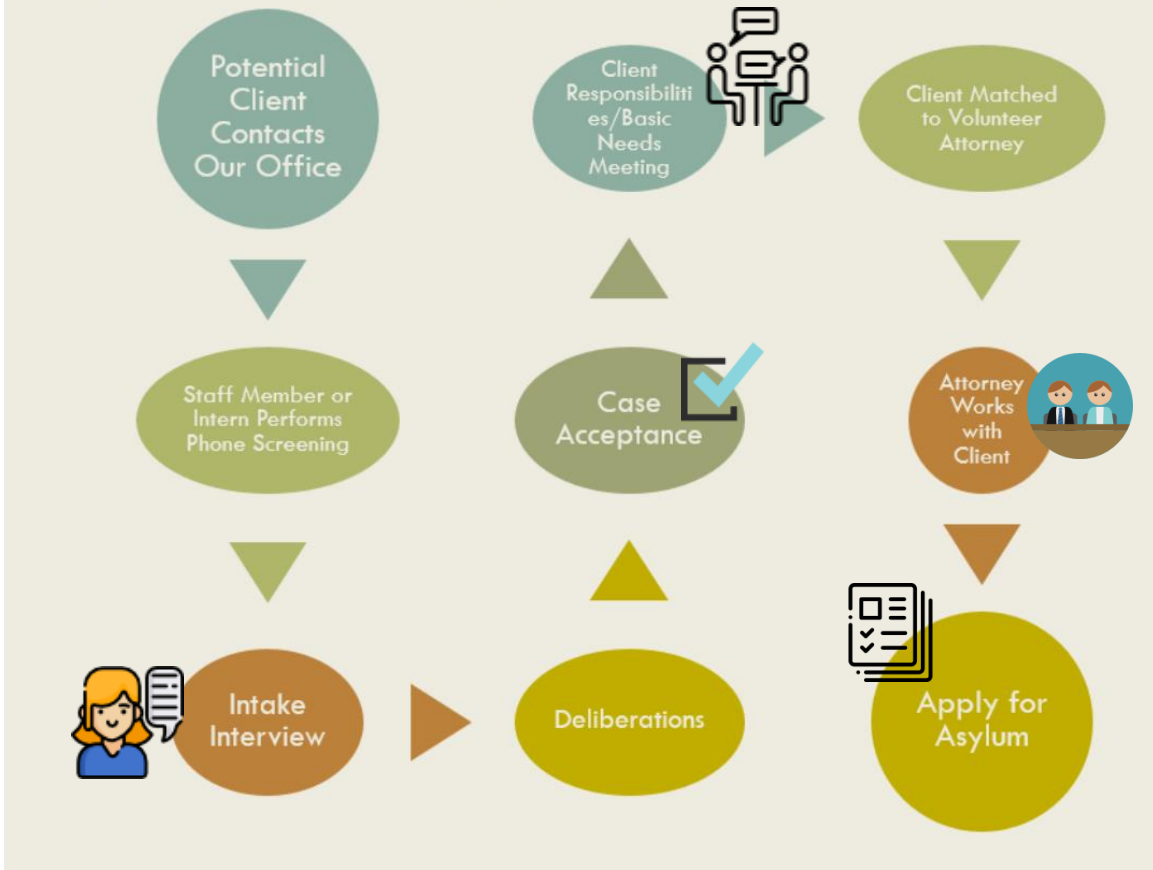 Potential
Client
Contacts
Our Office
Staff Member or
Intern Performs
Phone Screening
Intake
Interview
Deliberations
Case
Acceptance
Client
Responsibiliti
es/Basic
Needs
Meeting
Client Matched
to Volunteer
Attorney
Attorney
Works
with
Client
Apply for
Asylum